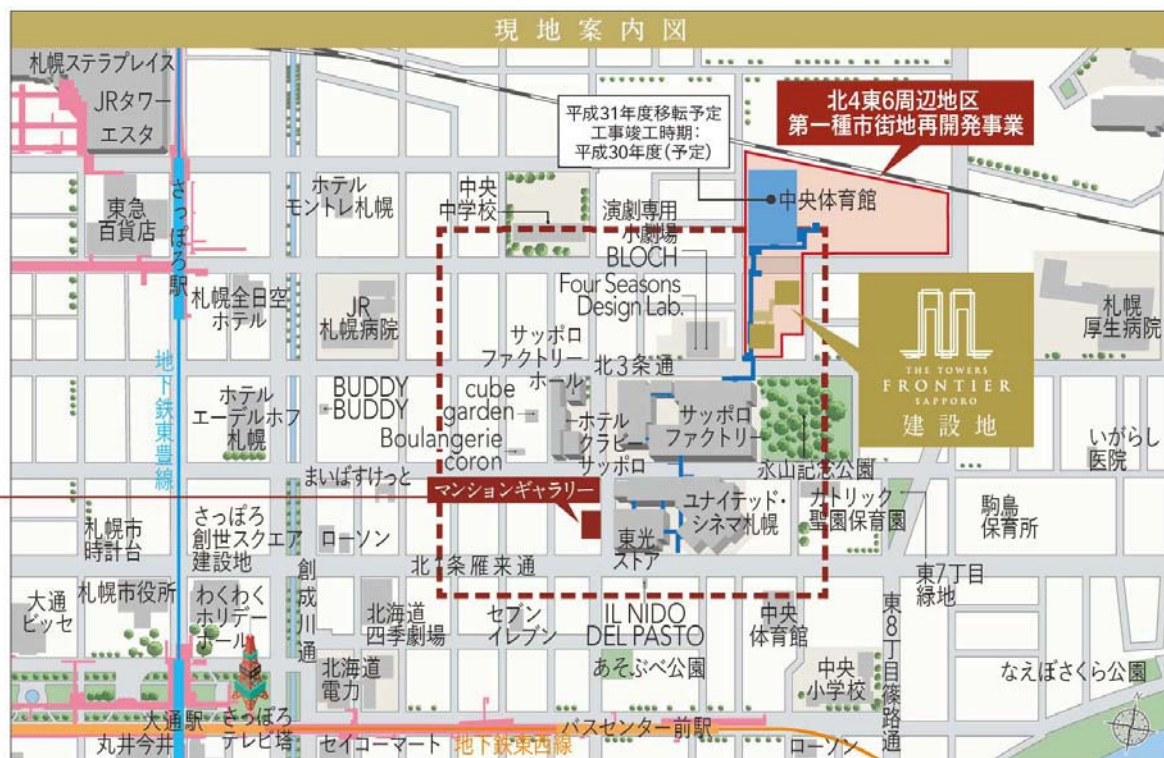 現地案内図
札幌ステラプレイス
JRタワー
エスタ
平成31年度移転予定
工事竣工時期：
平成30年度（予定）
北4東6周辺地区
第一種市街地再開発事業
東急
百貨店
さっぽろ駅
ホテル
モントレ札幌
中央
中学校
演劇専用
小劇場
BLOCH
中央体育館
Four Seasons
Design Lab.
札幌全日空
ホテル
JR
札幌病院
サッポロ
ファクトリー
ホール
北3条通
THE TOWERS
FRONTIER
SAPPORO
建設地
札幌
厚生病院
地下鉄東豊線
ホテル
エーデルホフ
札幌
BUDDY
BUDDY
cube
garden
Boulangerie
coron
ホテル
クラビー
サッポロ
サッポロ
ファクトリー
永山記念公園
いがらし
医院
まいばすけっと
マンションギャラリー
ユナイテッド・
シネマ札幌
カトリック
聖園保育園
駒鳥
保育所
札幌市
時計台
さっぽろ
創世スクエア
建設地
ローソン
東光
ストア
北1条雁来通
東7丁目
緑地
大通
ビッセ
札幌市役所
わくわく
ホリデー
ホール
創成川通
北海道
四季劇場
セブン
イレブン
IL NIDO
DEL PASTO
中央
体育館
東8丁目篠路通
北海道
電力
あそぶべ公園
中央
小学校
なえぼさくら公園
大通駅
さっぽろ
テレビ塔
バスセンター前駅
丸井今井
セイコーマート
地下鉄東西線
ローソン